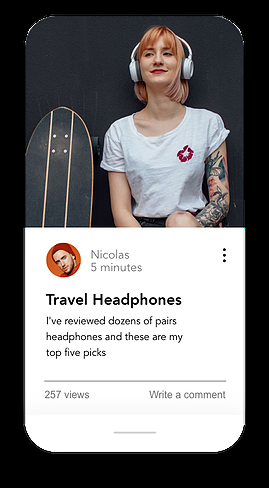 Nicolas
5 minutes
Travel Headphones
I've reviewed dozens of pairs
headphones and these are my
top five picks
257 views
Write a comment